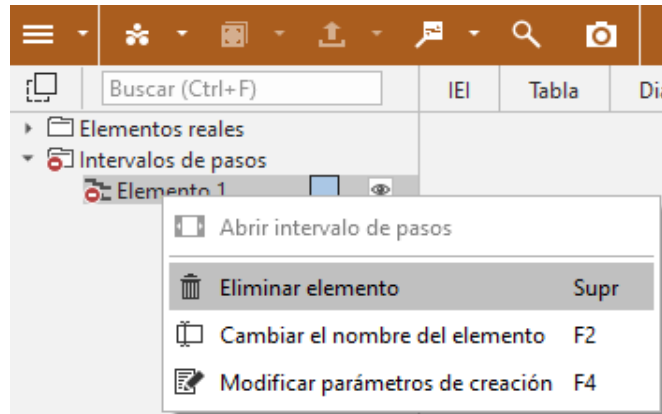 Buscar (Ctrl+F)
IEI
Tabla
Elementos reales
Intervalos de pasos
Elemento 1
Abrir intervalo de pasos
Eliminar elemento Supr
Cambiar el nombre del elemento F2
Modificar parámetros de creación F4